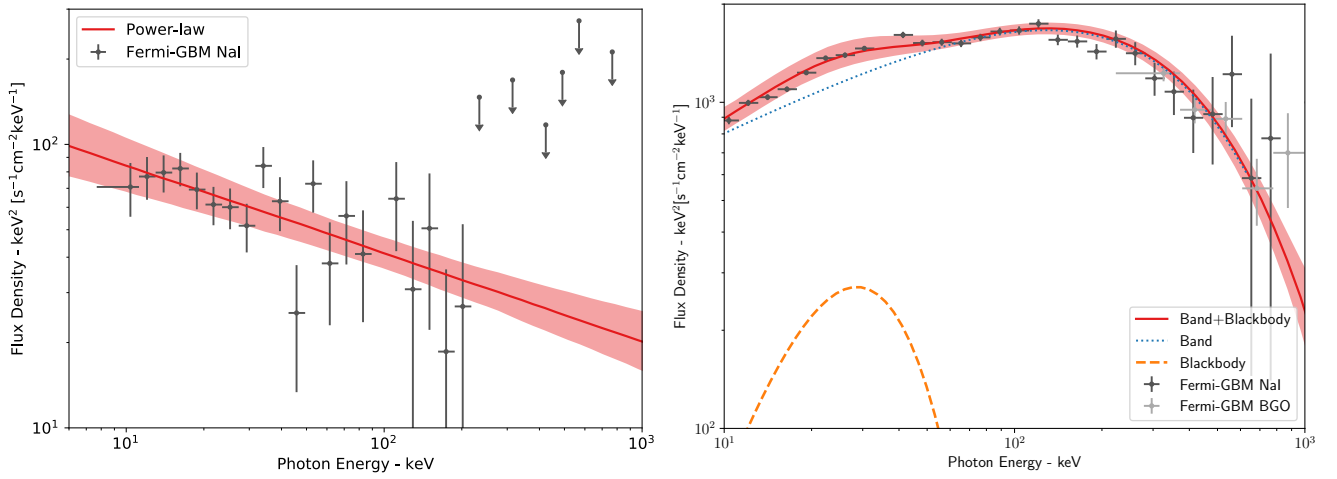 Power-law
Fermi-GBM NaI
Flux Density - keV² [s⁻¹cm⁻²keV⁻¹]
10²
10¹
10¹
10²
10³
Photon Energy - keV
Flux Density - keV²[s⁻¹cm⁻²keV⁻¹]
10³
10²
Band+Blackbody
Band
Blackbody
Fermi-GBM NaI
Fermi-GBM BGO
10¹
10²
10³
Photon Energy - keV